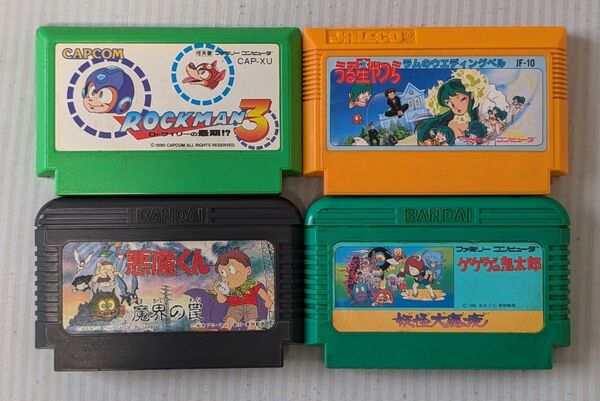 CAPCOM
ファミリー コンピュータ
CAP-XU
ROCKMAN 3
Dr.ワイリーの最期!?
© 1990 CAPCOM ALL RIGHTS RESERVED.
JALECO
うる星やつら
ラムのウエディングベル
JF-10
ファミリー コンピュータ
BANDAI
悪魔くん
魔界の罠
BANDAI
ファミリー コンピュータ
ゲゲゲの鬼太郎
妖怪大魔境